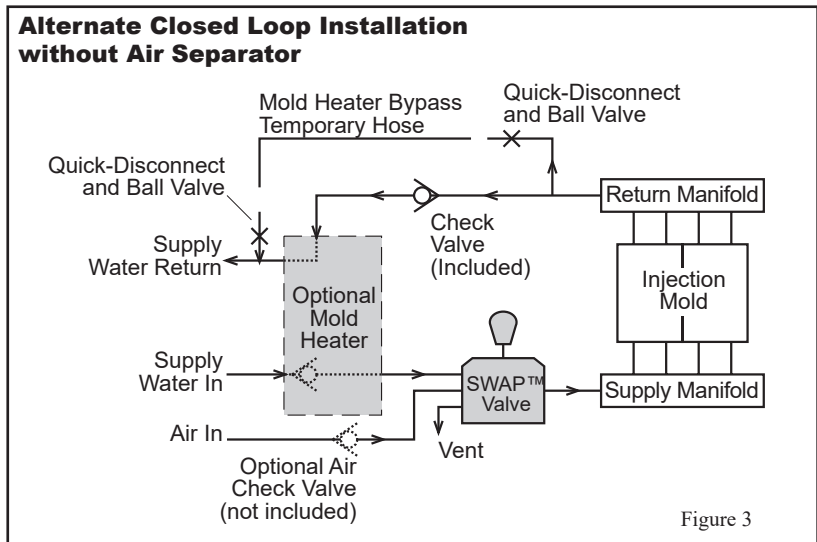 Alternate Closed Loop Installation
without Air Separator
Mold Heater Bypass
Temporary Hose
Quick-Disconnect
and Ball Valve
Quick-Disconnect
and Ball Valve
Return Manifold
Check
Valve
(Included)
Supply
Water Return
Optional
Mold
Heater
Injection
Mold
Supply
Water In
SWAP™
Valve
Supply Manifold
Air In
Vent
Optional Air
Check Valve
(not included)
Figure 3